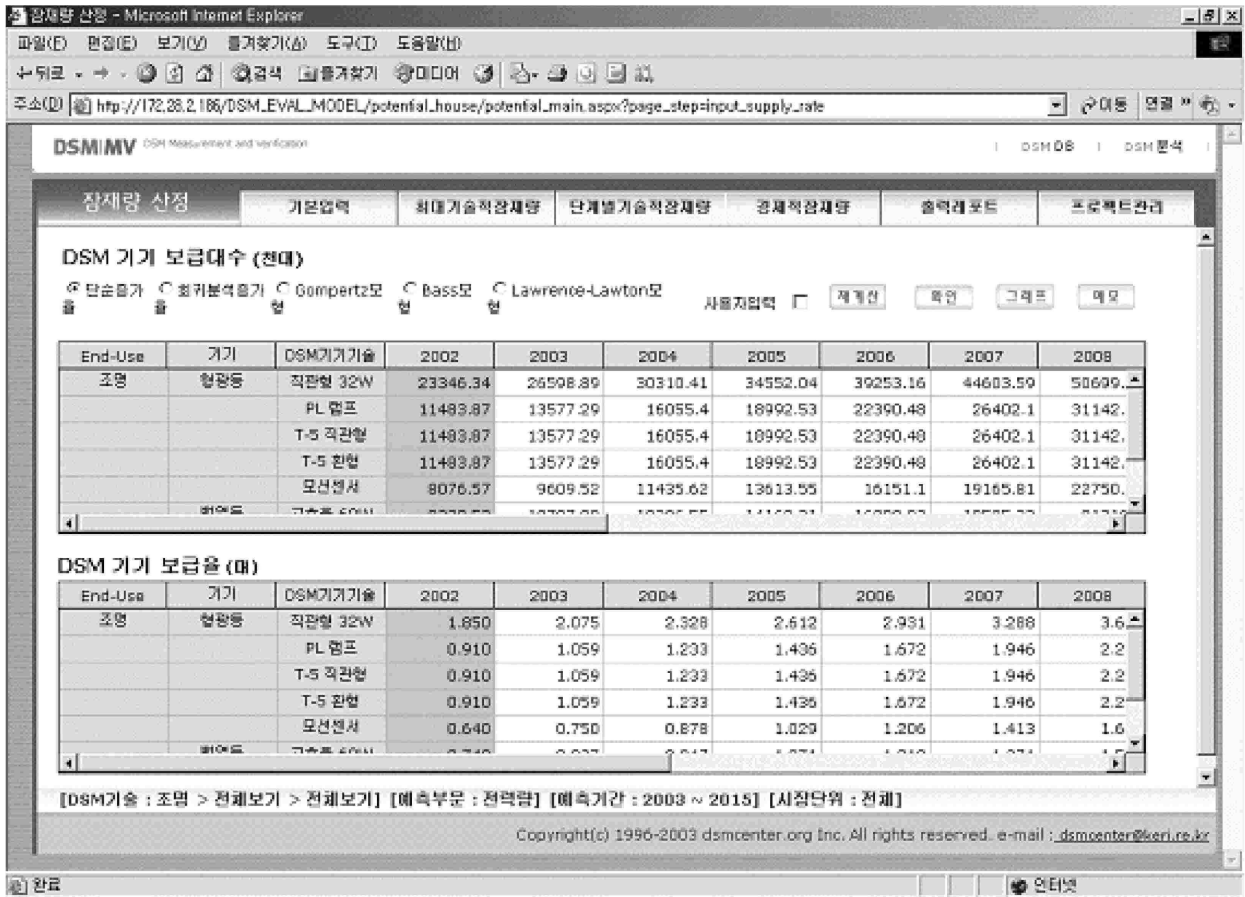 잠재량 산정 - Microsoft Internet Explorer
파일(F) 편집(E) 보기(V) 즐겨찾기(A) 도구(T) 도움말(H)
뒤로 검색 즐겨찾기 미디어
주소(D) http://172.28.2.186/DSM_EVAL_MODEL/potential_house/potential_main.aspx?page_step=input_supply_rate 이동 연결 »
DSM|MV DSM Measurement and Verification DSM DB | DSM 분석
잠재량 산정 기본입력 최대기술적잠재량 단계별기술적잠재량 경제적잠재량 출력레포트 프로젝트관리
DSM 기기 보급대수 (천대)
단순증가율 회귀분석증가율 Gompertz모형 Bass모형 Lawrence-Lawton모형 사용자입력 재계산 확인 그래프 메모
End-Use 기기 DSM기기기술 2002 2003 2004 2005 2006 2007 2008
조명 형광등 직관형 32W 23346.34 26598.89 30310.41 34552.04 39253.16 44603.59 50699.
PL 램프 11483.87 13577.29 16055.4 18992.53 22390.48 26402.1 31142.
T-5 직관형 11483.87 13577.29 16055.4 18992.53 22390.48 26402.1 31142.
T-5 환형 11483.87 13577.29 16055.4 18992.53 22390.48 26402.1 31142.
모션센서 8076.57 9609.52 11435.62 13613.55 16151.1 19165.81 22750.
DSM 기기 보급율 (대)
End-Use 기기 DSM기기기술 2002 2003 2004 2005 2006 2007 2008
조명 형광등 직관형 32W 1.850 2.075 2.328 2.612 2.931 3.288 3.6
PL 램프 0.910 1.059 1.233 1.436 1.672 1.946 2.2
T-5 직관형 0.910 1.059 1.233 1.436 1.672 1.946 2.2
T-5 환형 0.910 1.059 1.233 1.436 1.672 1.946 2.2
모션센서 0.640 0.750 0.878 1.029 1.206 1.413 1.6
[DSM기술 : 조명 > 전체보기 > 전체보기] [예측부문 : 전력량] [예측기간 : 2003 ~ 2015] [시장단위 : 전체]
Copyright(c) 1996-2003 dsmcenter.org Inc. All rights reserved. e-mail : dsmcenter@keri.re.kr
완료 인터넷